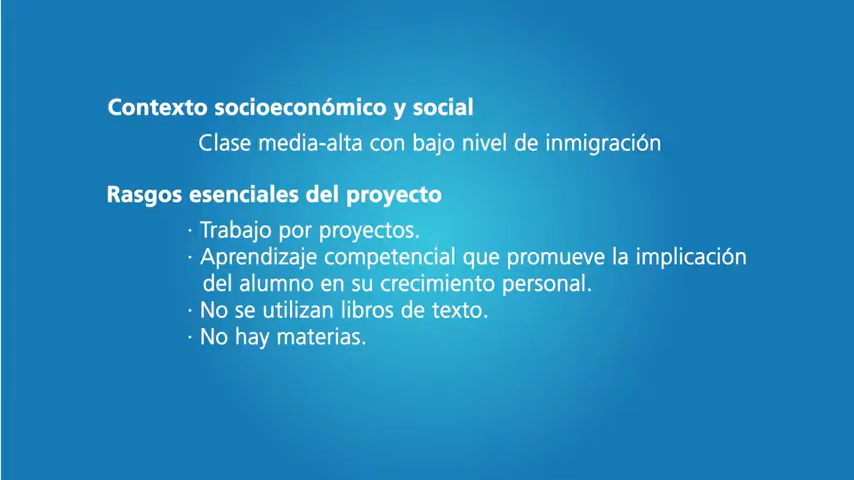 Contexto socioeconómico y social
Clase media-alta con bajo nivel de inmigración
Rasgos esenciales del proyecto
· Trabajo por proyectos.
· Aprendizaje competencial que promueve la implicación
del alumno en su crecimiento personal.
· No se utilizan libros de texto.
· No hay materias.